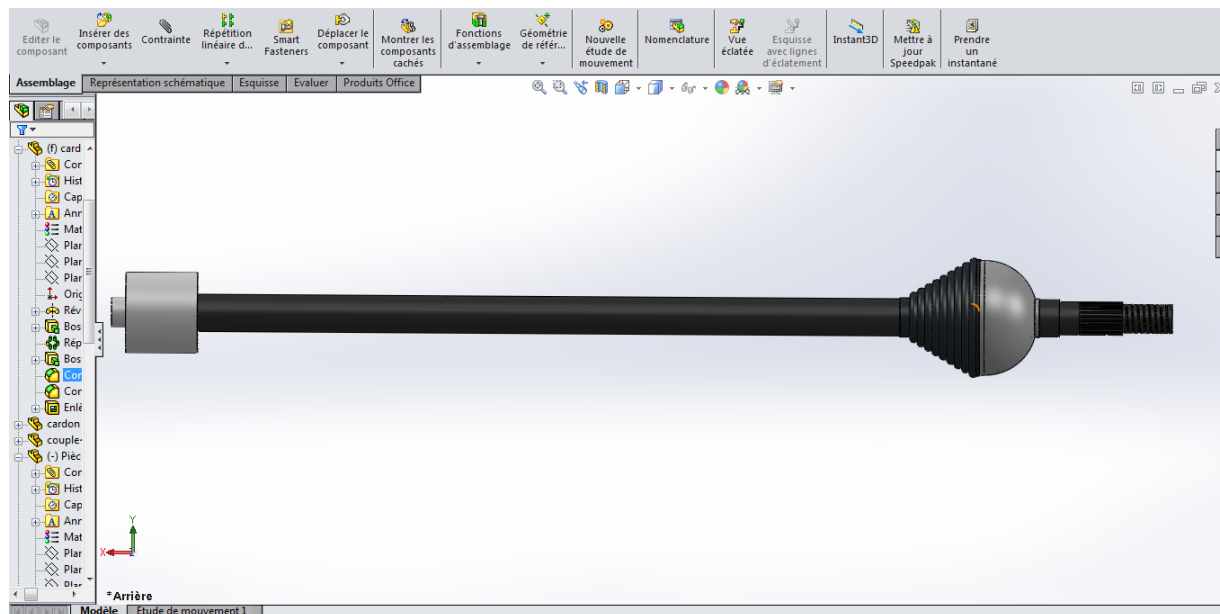 Editer le composant
Insérer des composants
Contrainte
Répétition linéaire d...
Smart Fasteners
Déplacer le composant
Montrer les composants cachés
Fonctions d'assemblage
Géométrie de référ...
Nouvelle étude de mouvement
Nomenclature
Vue éclatée
Esquisse avec lignes d'éclatement
Instant3D
Mettre à jour Speedpak
Prendre un instantané
Assemblage Représentation schématique Esquisse Evaluer Produits Office
(f) card
Cor
Hist
Cap
Anr
Mat
Plar
Plar
Plar
Orig
Rév
Bos
Rép
Bos
Cor
Cor
Enlè
cardon
couple
(-) Pièc
Cor
Hist
Cap
Anr
Mat
Plar
Plar
Plar
Y
X
*Arrière
Modèle Etude de mouvement 1